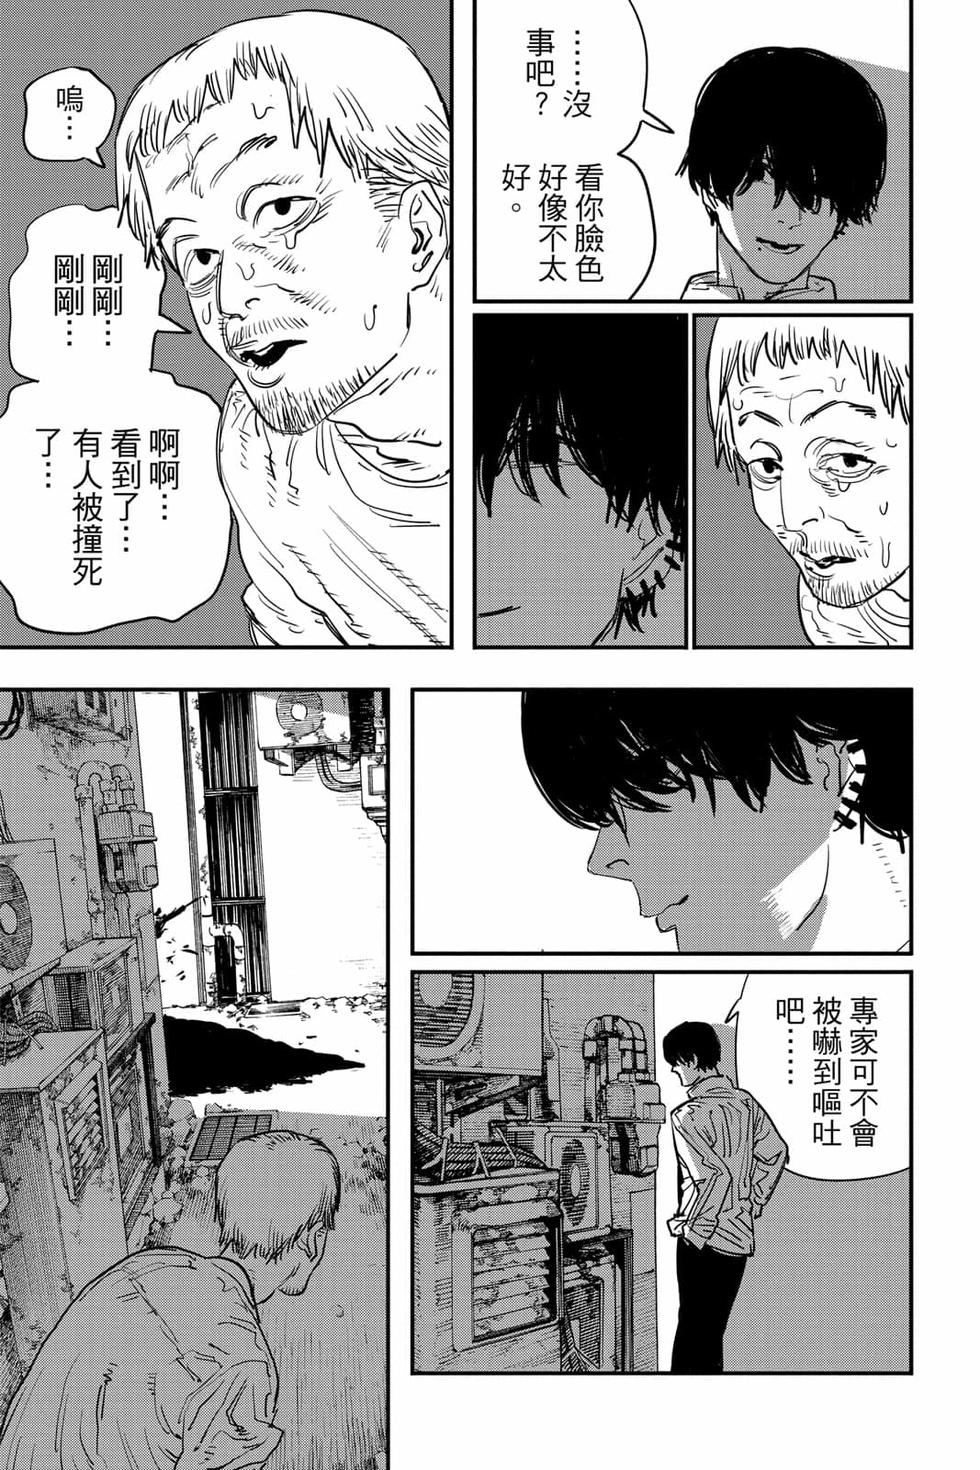 ……沒
事吧？
看你臉色
好像不太
好。
嗚…
剛剛…
剛剛…
啊啊…
看到了…
有人被撞死
了…
專家可不會
被嚇到嘔吐
吧……